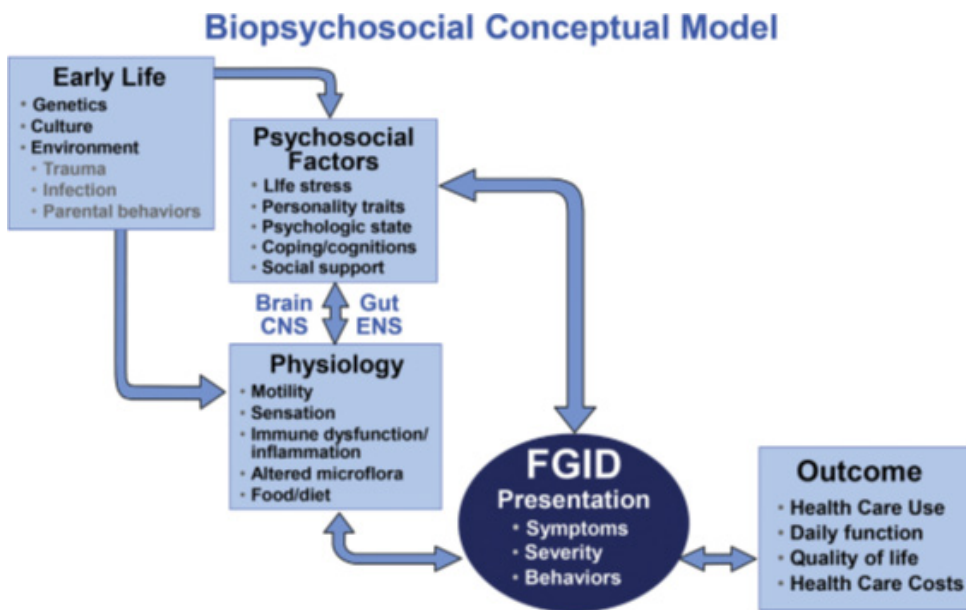 Biopsychosocial Conceptual Model
Early Life
• Genetics
• Culture
• Environment
• Trauma
• Infection
• Parental behaviors
Psychosocial
Factors
• LIfe stress
• Personality traits
• Psychologic state
• Coping/cognitions
• Social support
Brain Gut
CNS ENS
Physiology
• Motility
• Sensation
• Immune dysfunction/
inflammation
• Altered microflora
• Food/diet
FGID
Presentation
• Symptoms
• Severity
• Behaviors
Outcome
• Health Care Use
• Daily function
• Quality of life
• Health Care Costs